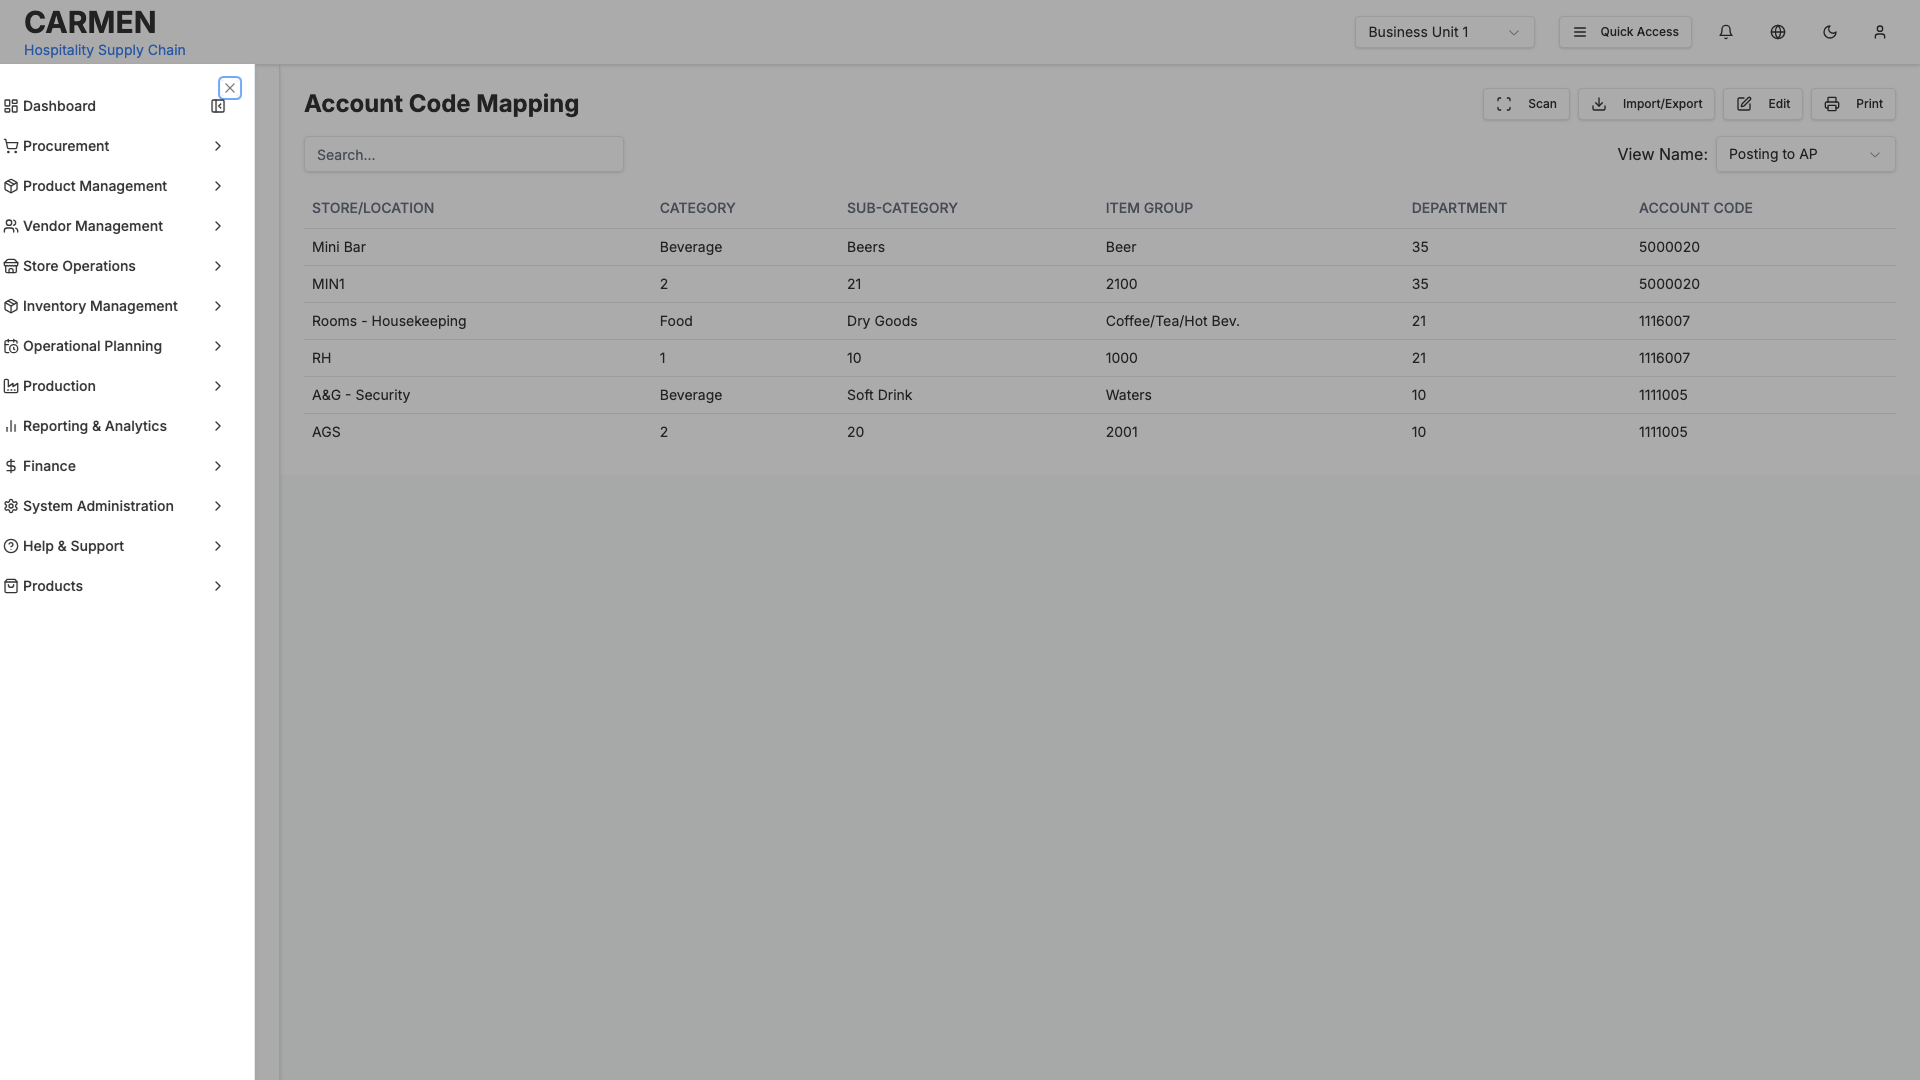 CARMEN
Hospitality Supply Chain
Business Unit 1
Quick Access
Dashboard
Procurement
Product Management
Vendor Management
Store Operations
Inventory Management
Operational Planning
Production
Reporting & Analytics
Finance
System Administration
Help & Support
Products
Account Code Mapping
Scan
Import/Export
Edit
Print
Search...
View Name: Posting to AP
STORE/LOCATION CATEGORY SUB-CATEGORY ITEM GROUP DEPARTMENT ACCOUNT CODE
Mini Bar Beverage Beers Beer 35 5000020
MIN1 2 21 2100 35 5000020
Rooms - Housekeeping Food Dry Goods Coffee/Tea/Hot Bev. 21 1116007
RH 1 10 1000 21 1116007
A&G - Security Beverage Soft Drink Waters 10 1111005
AGS 2 20 2001 10 1111005